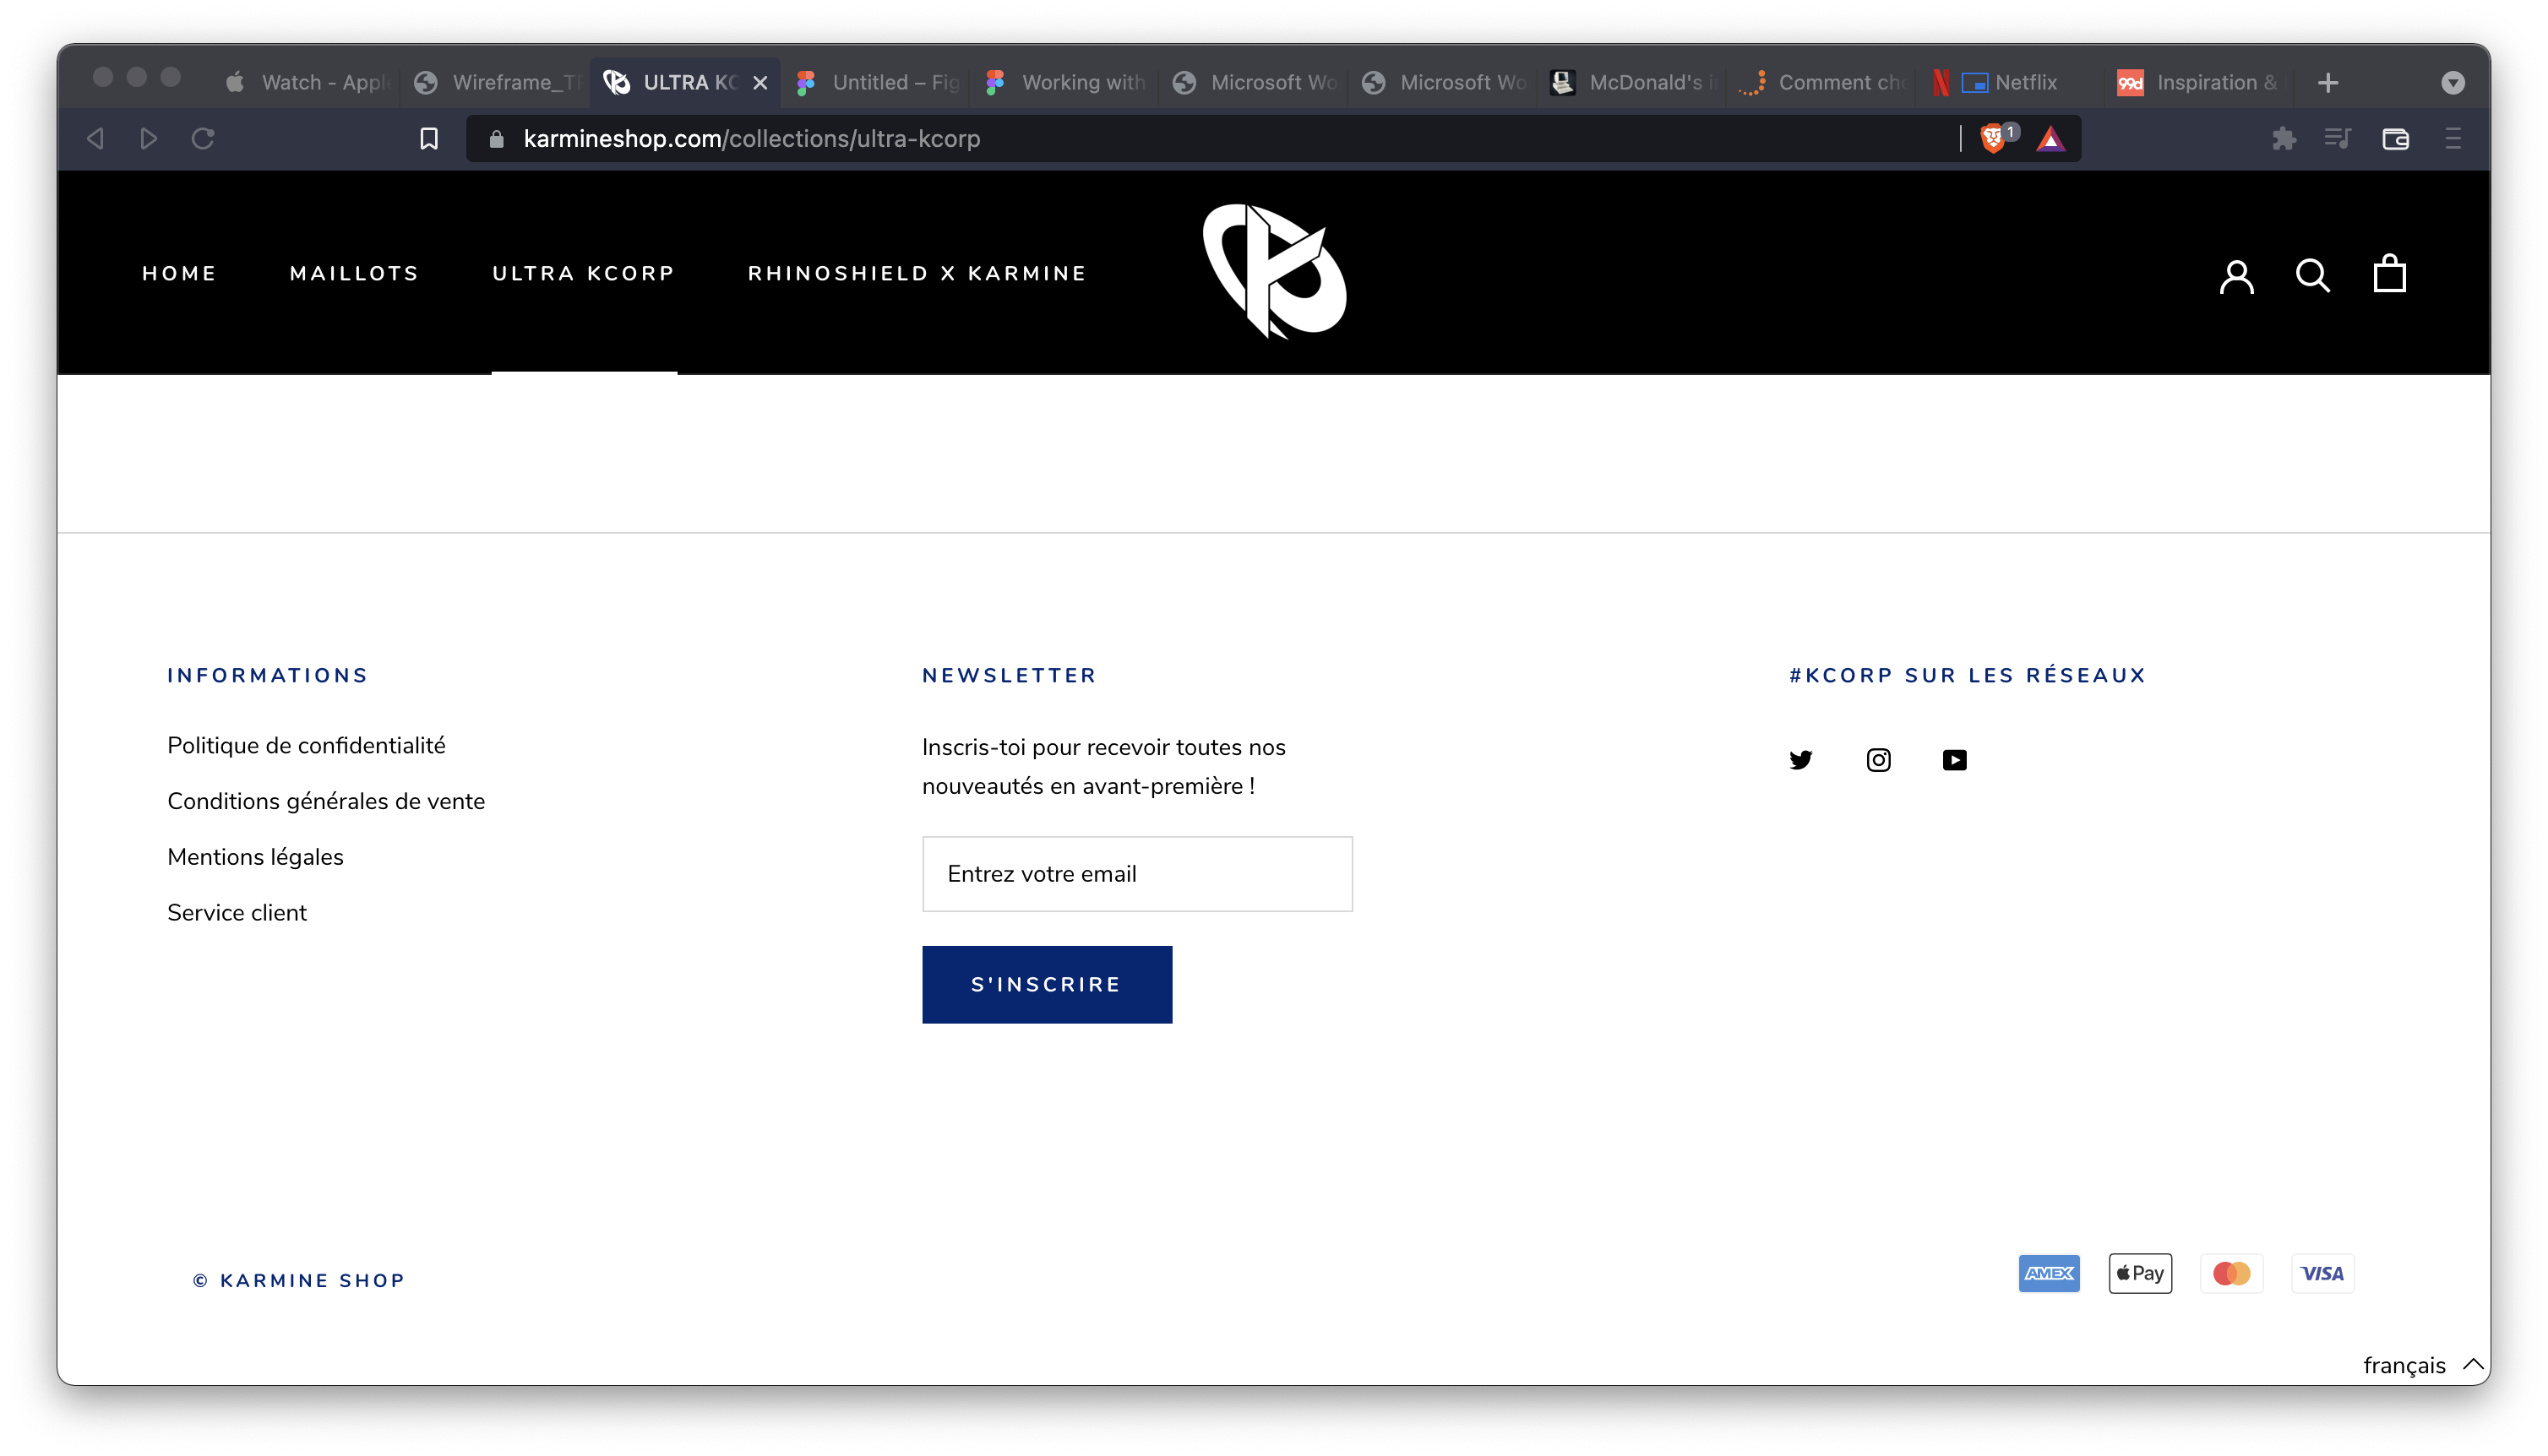 Watch - Apple
Wireframe_T
ULTRA KC
Untitled – Fig
Working with
Microsoft Wo
Microsoft Wo
McDonald's i
Comment cho
Netflix
99d
Inspiration &
karmineshop.com/collections/ultra-kcorp
1
HOME
MAILLOTS
ULTRA KCORP
RHINOSHIELD X KARMINE
INFORMATIONS
Politique de confidentialité
Conditions générales de vente
Mentions légales
Service client
NEWSLETTER
Inscris-toi pour recevoir toutes nos
nouveautés en avant-première !
Entrez votre email
S'INSCRIRE
#KCORP SUR LES RÉSEAUX
© KARMINE SHOP
AMEX
Pay
VISA
français